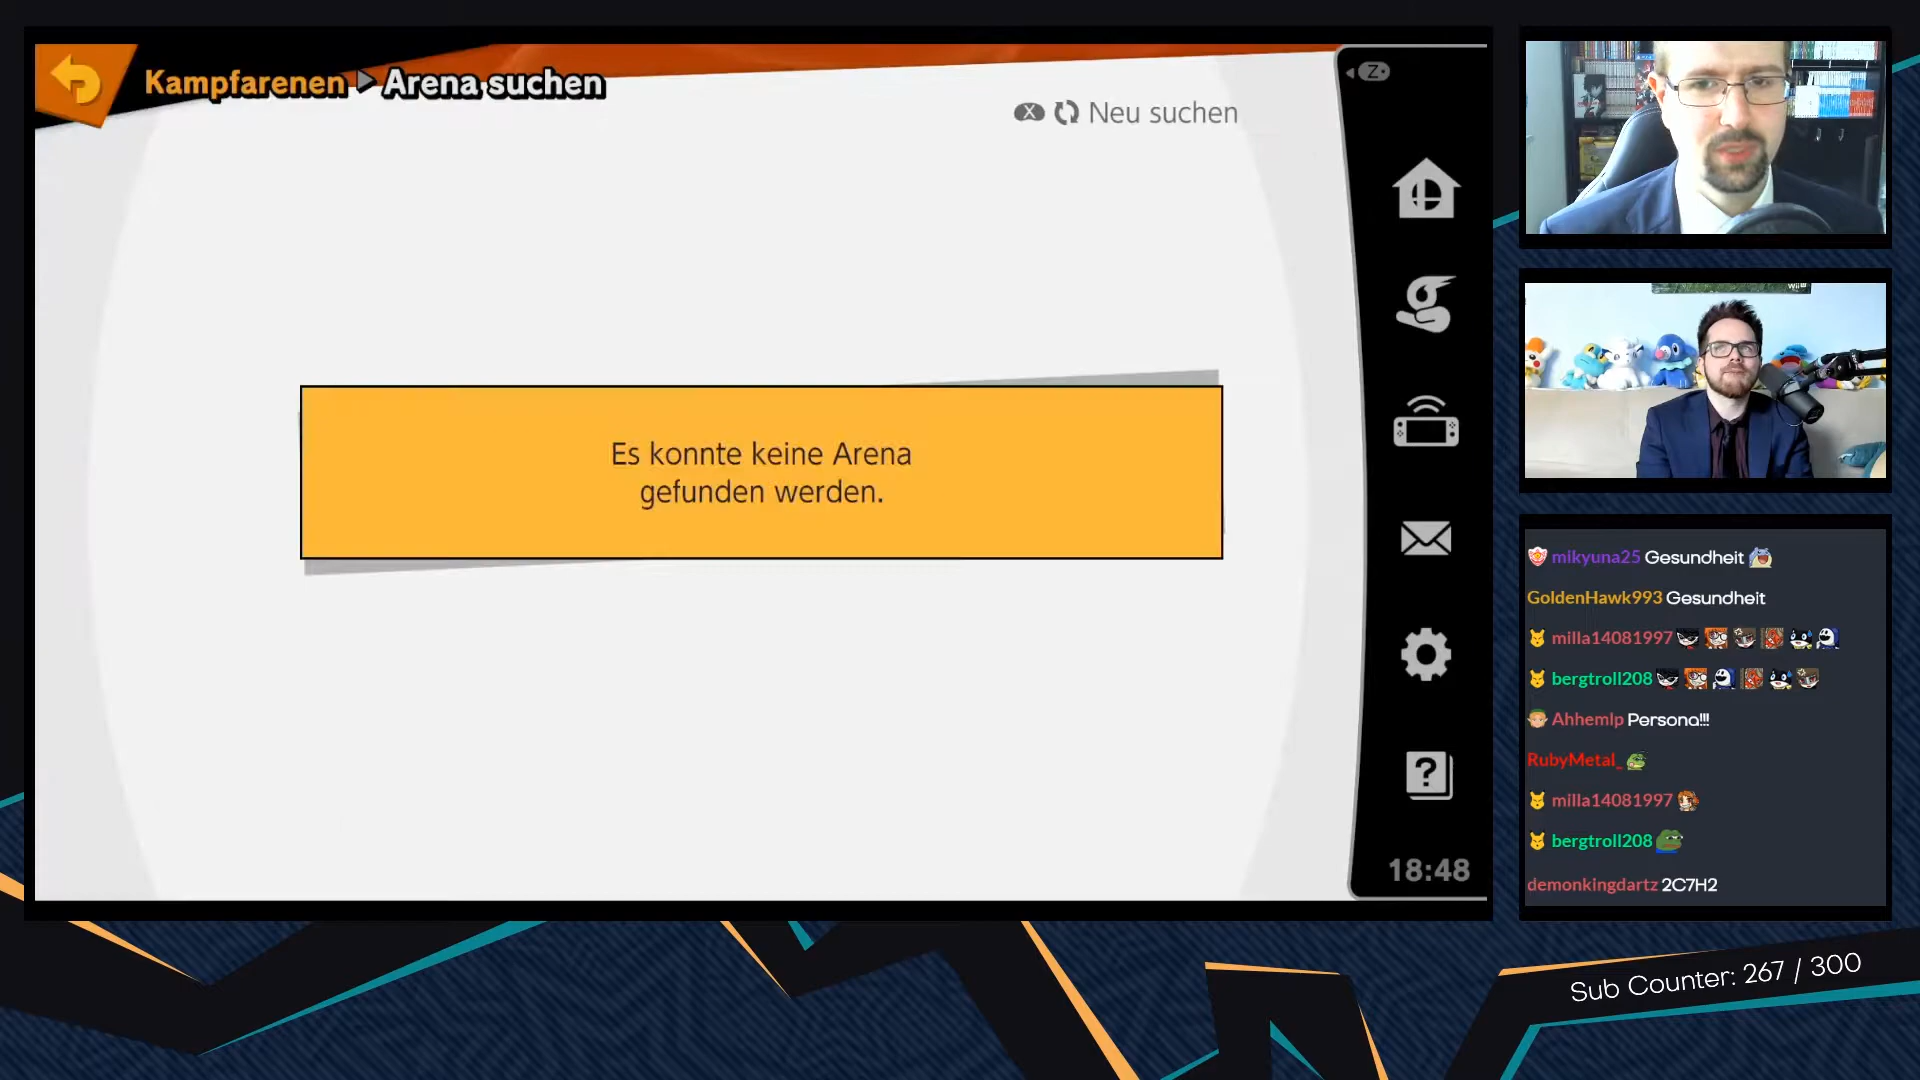 Kampfarenen Arena suchen
X Neu suchen
Z
Es konnte keine Arena
gefunden werden.
18:48
mikyuna25 Gesundheit
GoldenHawk993 Gesundheit
milla14081997
bergtroll208
Ahhemlp Persona!!!
RubyMetal_
milla14081997
bergtroll208
demonkingdartz 2C7H2
Sub Counter: 267 / 300